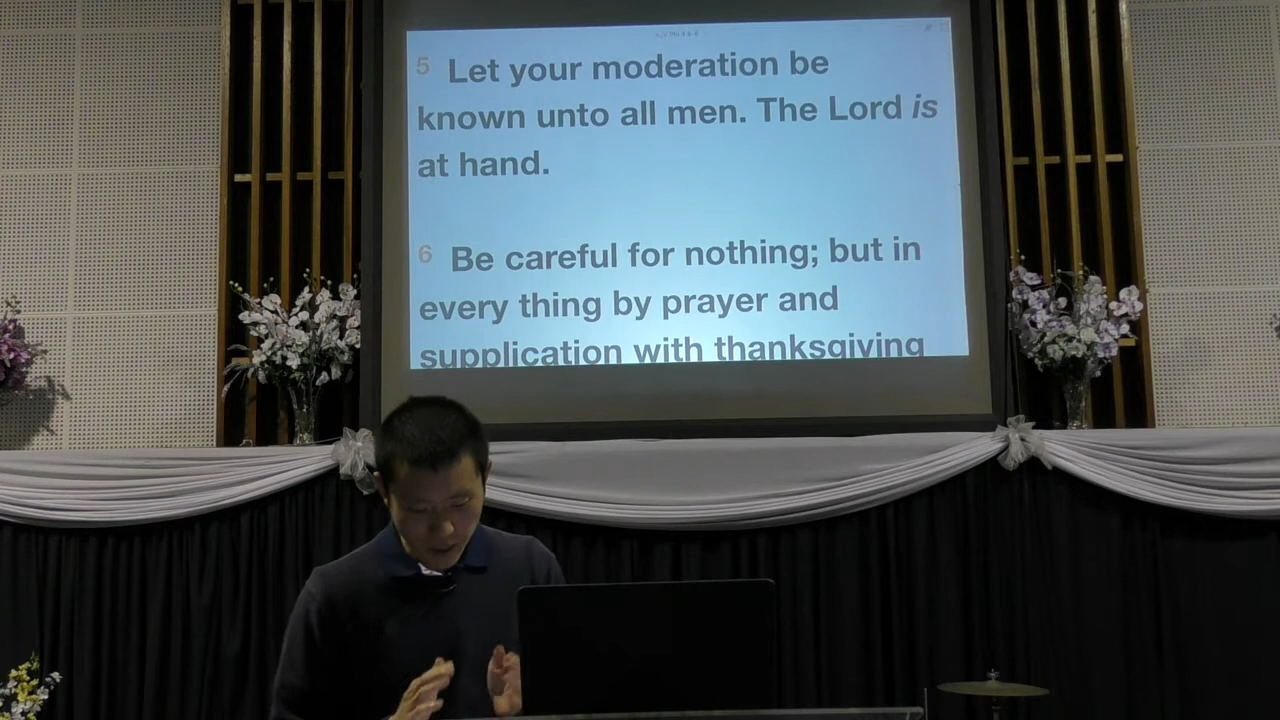 5 Let your moderation be
known unto all men. The Lord is
at hand.
6 Be careful for nothing; but in
every thing by prayer and
supplication with thanksgiving